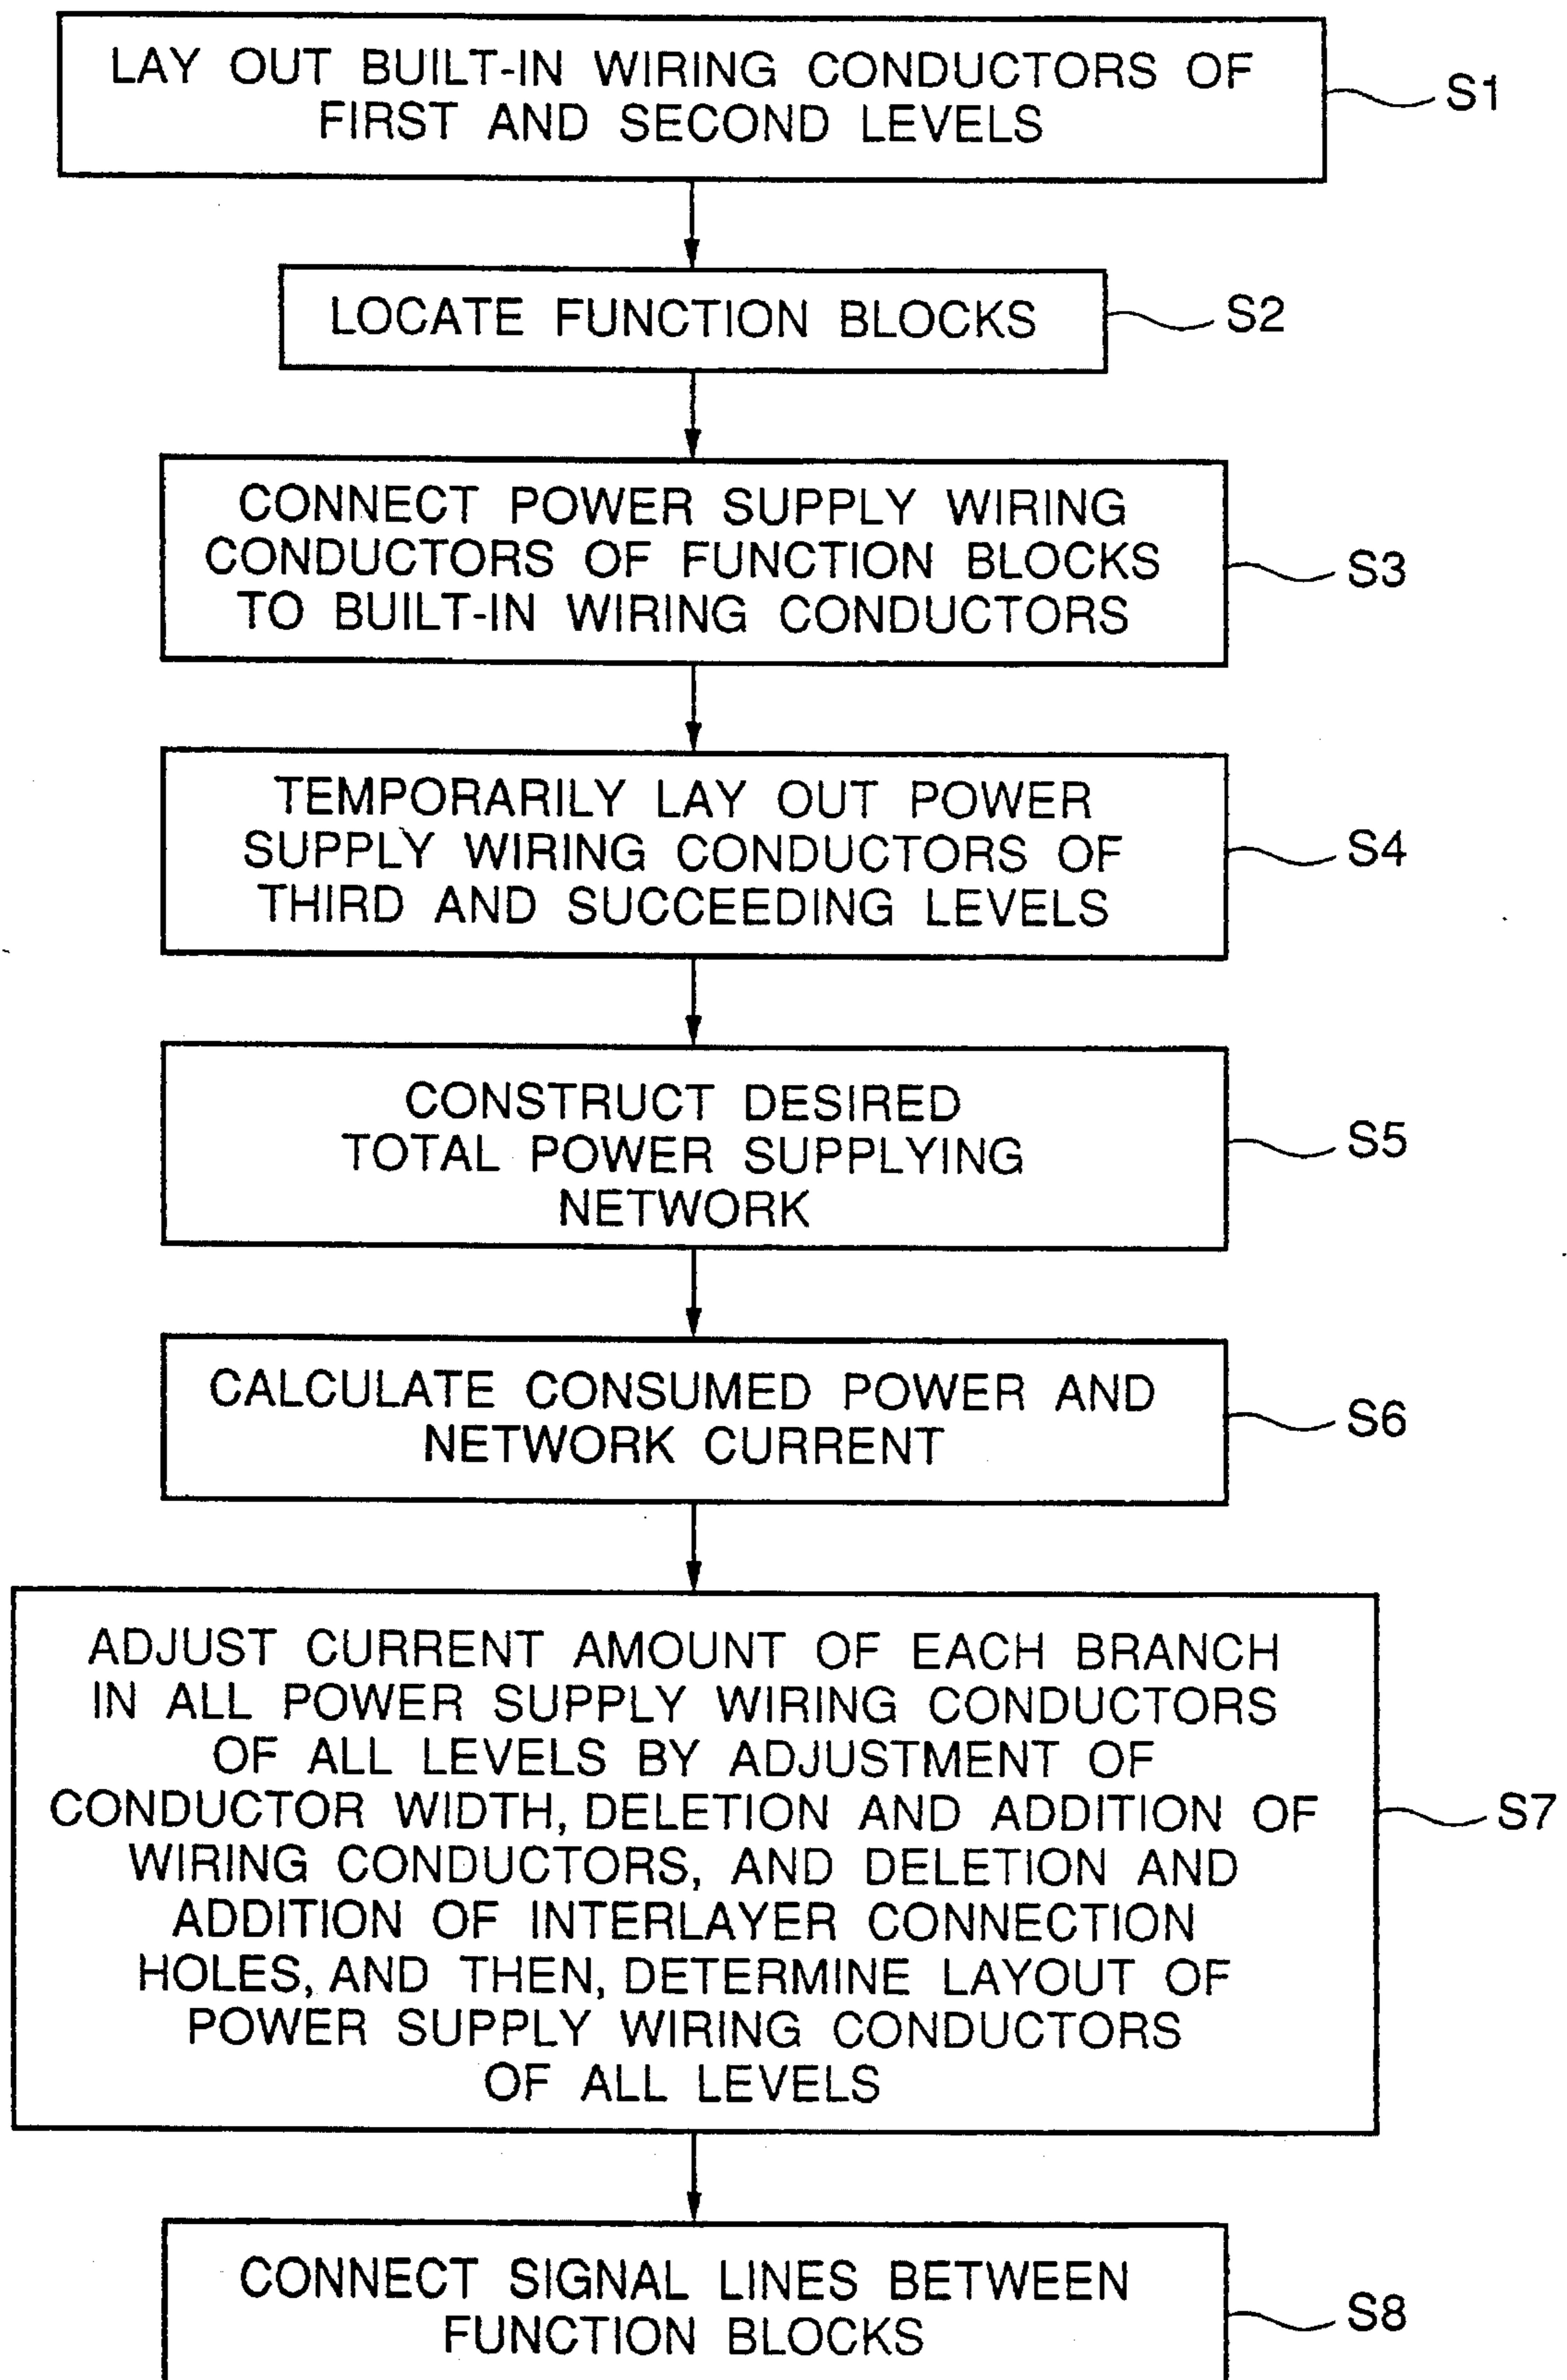 LAY OUT BUILT-IN WIRING CONDUCTORS OF
FIRST AND SECOND LEVELS
S1
LOCATE FUNCTION BLOCKS
S2
CONNECT POWER SUPPLY WIRING
CONDUCTORS OF FUNCTION BLOCKS
TO BUILT-IN WIRING CONDUCTORS
S3
TEMPORARILY LAY OUT POWER
SUPPLY WIRING CONDUCTORS OF
THIRD AND SUCCEEDING LEVELS
S4
CONSTRUCT DESIRED
TOTAL POWER SUPPLYING
NETWORK
S5
CALCULATE CONSUMED POWER AND
NETWORK CURRENT
S6
ADJUST CURRENT AMOUNT OF EACH BRANCH
IN ALL POWER SUPPLY WIRING CONDUCTORS
OF ALL LEVELS BY ADJUSTMENT OF
CONDUCTOR WIDTH, DELETION AND ADDITION OF
WIRING CONDUCTORS, AND DELETION AND
ADDITION OF INTERLAYER CONNECTION
HOLES, AND THEN, DETERMINE LAYOUT OF
POWER SUPPLY WIRING CONDUCTORS
OF ALL LEVELS
S7
CONNECT SIGNAL LINES BETWEEN
FUNCTION BLOCKS
S8